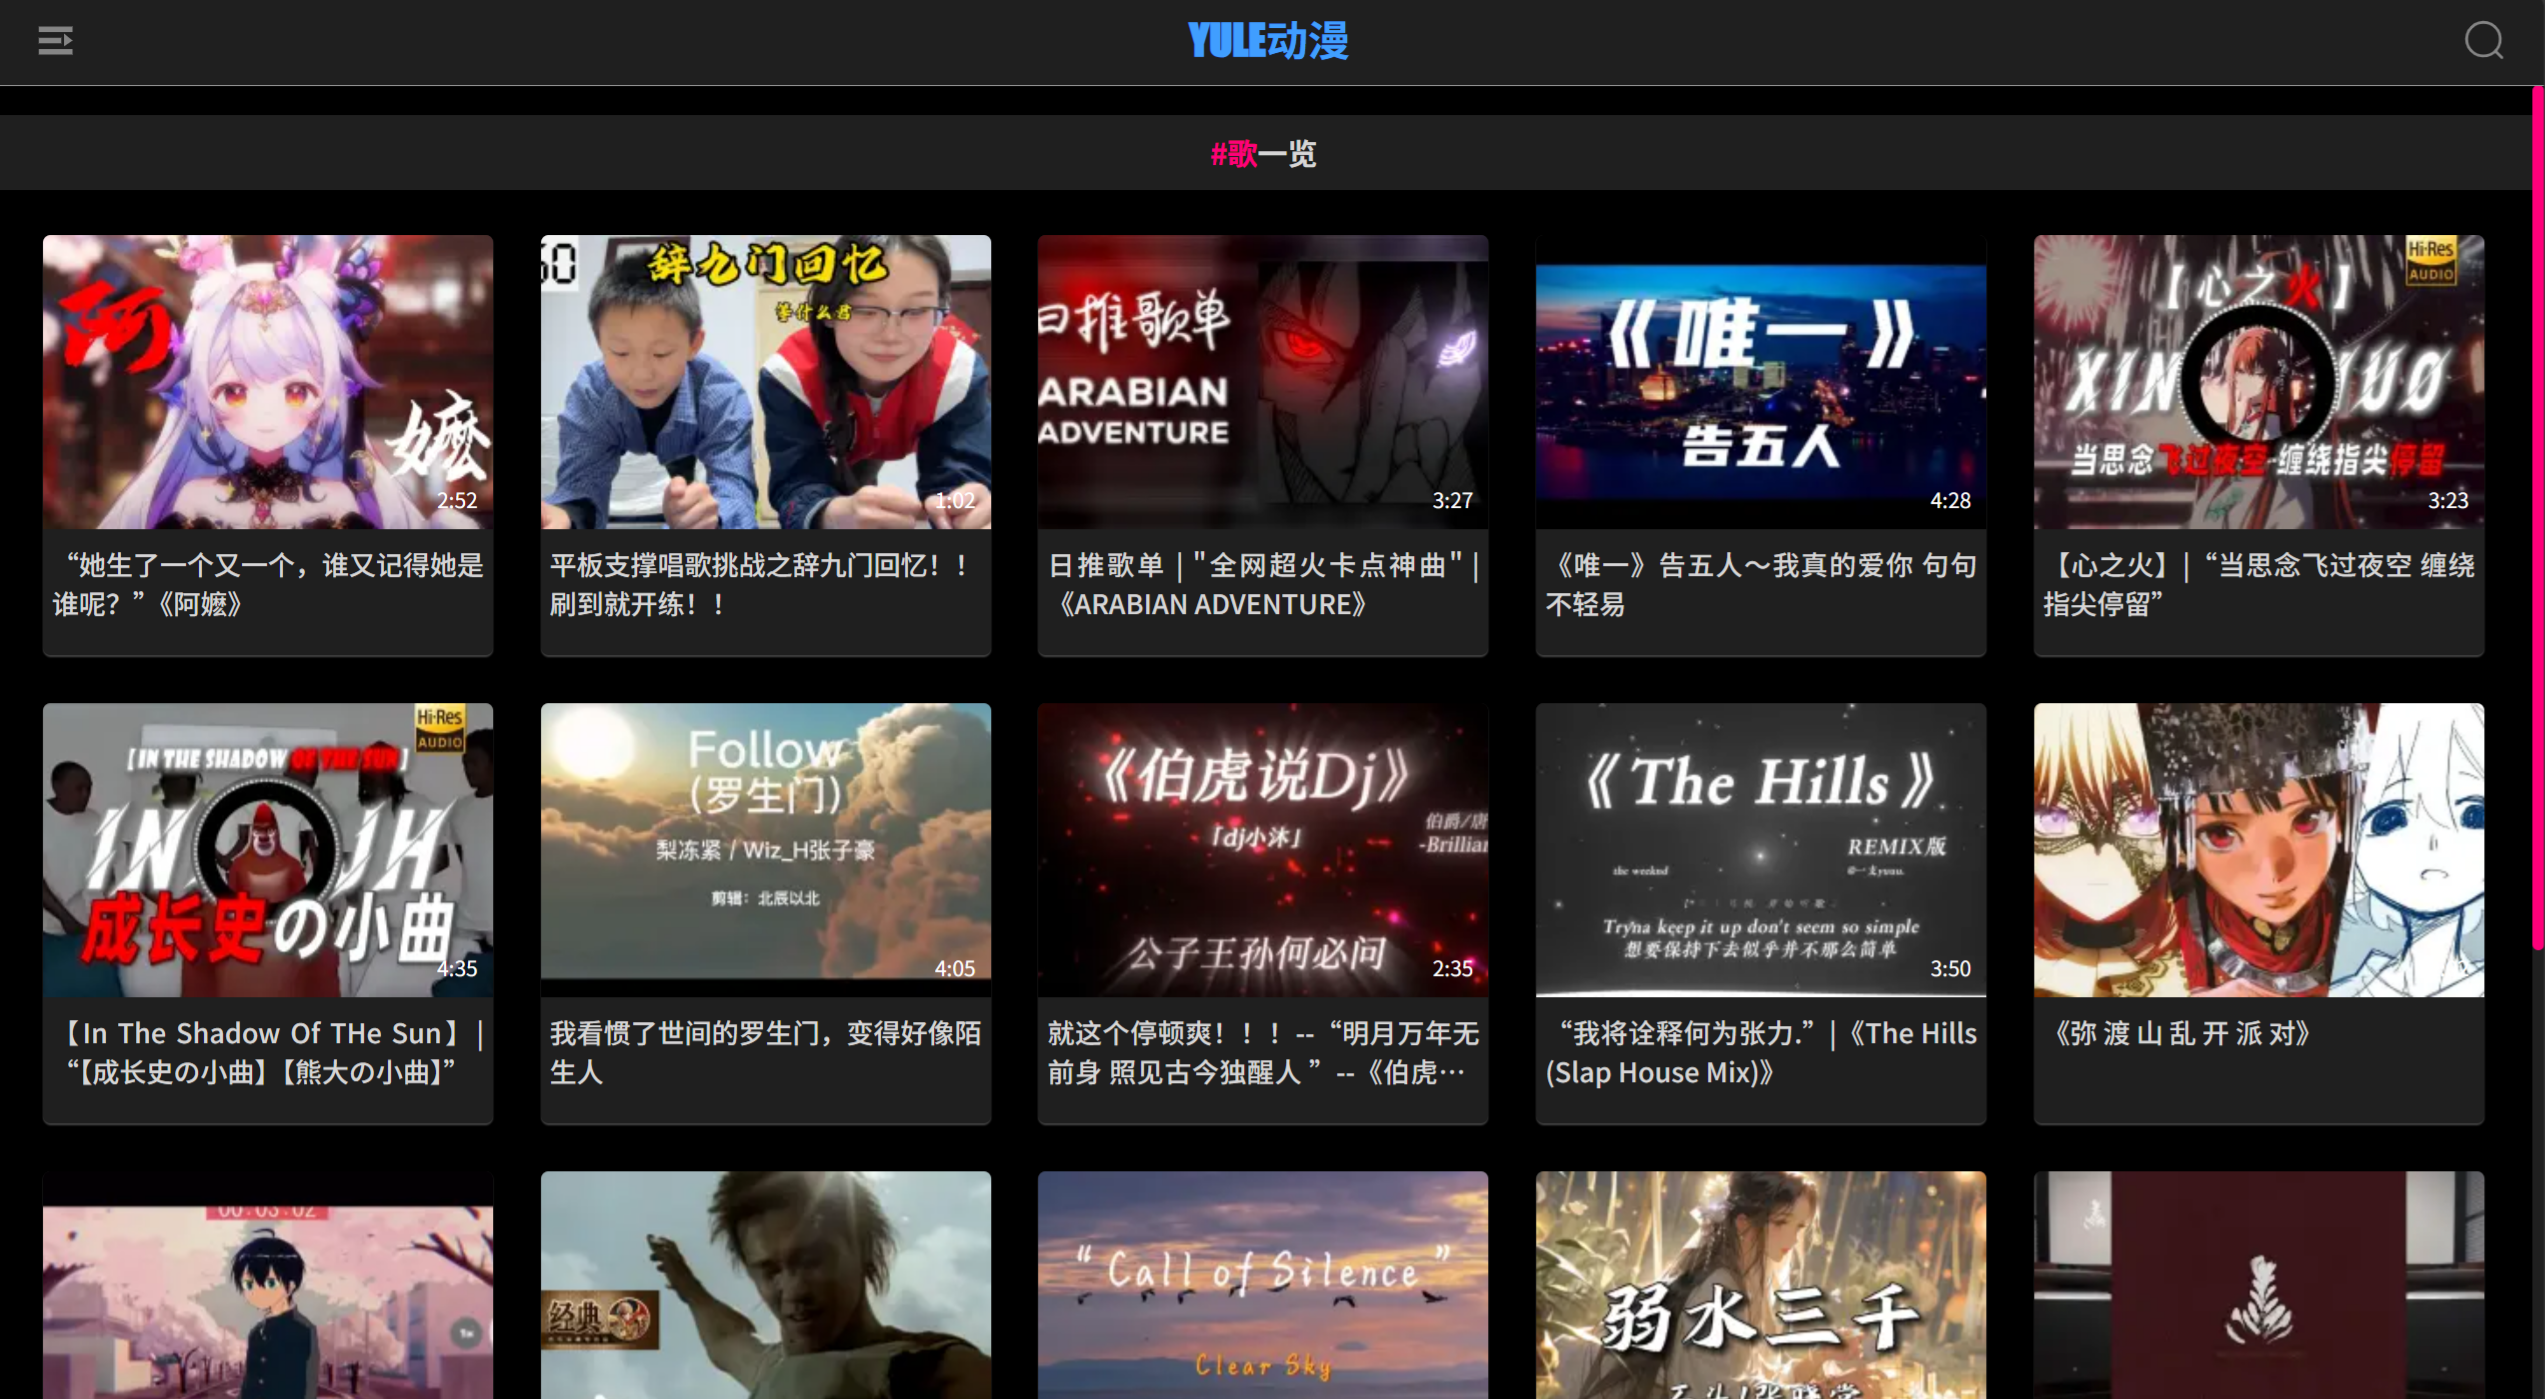 YULE动漫
#歌一览
阿
嬷
2:52
“她生了一个又一个，谁又记得她是
谁呢？”《阿嬷》
60
辞九门回忆
等什么君
1:02
平板支撑唱歌挑战之辞九门回忆！！
刷到就开练！！
日推歌单
ARABIAN
ADVENTURE
3:27
日推歌单 | "全网超火卡点神曲" |
《ARABIAN ADVENTURE》
《唯一》
告五人
4:28
《唯一》告五人～我真的爱你 句句
不轻易
Hi-Res
AUDIO
【心之火】
XIN
HUO
当思念飞过夜空 缠绕指尖停留
3:23
【心之火】|“当思念飞过夜空 缠绕
指尖停留”
Hi-Res
AUDIO
[IN THE SHADOW OF THE SUN]
IN
JH
成长史の小曲
4:35
【In The Shadow Of THe Sun】|
“【成长史の小曲】【熊大の小曲】”
Follow
(罗生门)
梨冻紧 / Wiz_H张子豪
剪辑：北辰以北
4:05
我看惯了世间的罗生门，变得好像陌
生人
《伯虎说Dj》
「dj小沐」
伯爵/唐
-Brillian
公子王孙何必问
2:35
就这个停顿爽！！！--“明月万年无
前身 照见古今独醒人 ”--《伯虎…
《The Hills》
REMIX版
the weeknd
Tryna keep it up don't seem so simple
想要保持下去似乎并不那么简单
3:50
“我将诠释何为张力.”|《The Hills
(Slap House Mix)》
《弥 渡 山 乱 开 派 对》
00:03:02
经典
“Call of Silence”
Clear Sky
弱水三千